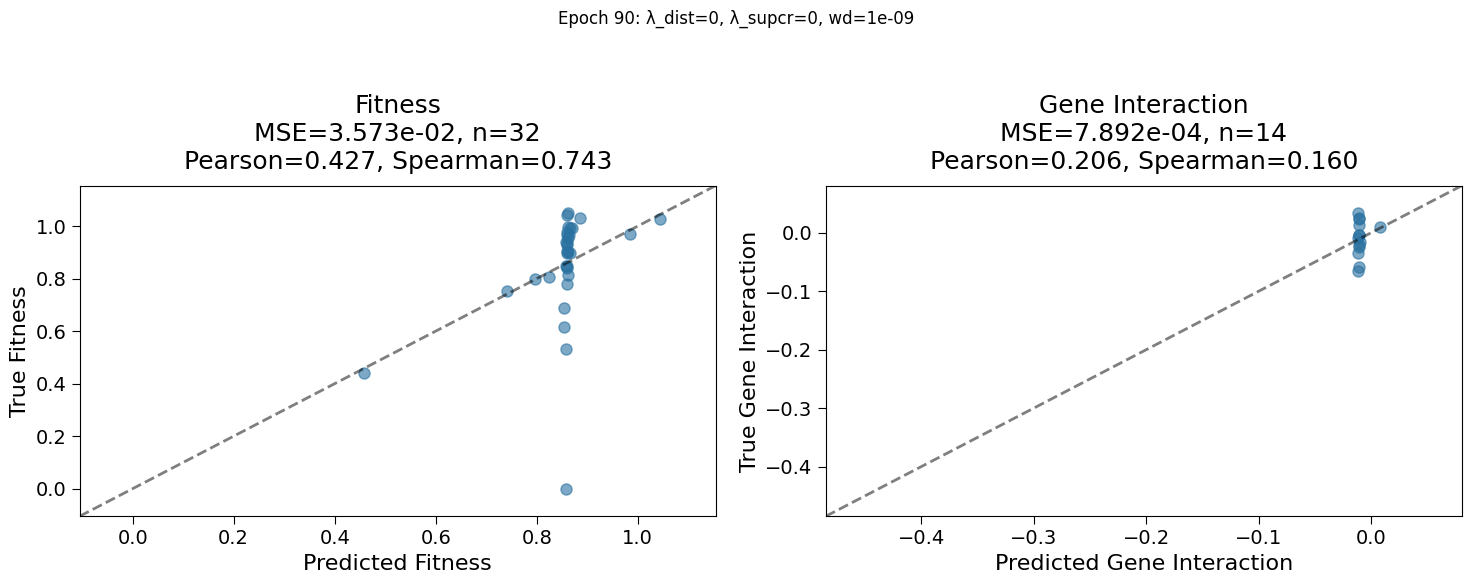 Epoch 90: λ_dist=0, λ_supcr=0, wd=1e-09
Fitness
MSE=3.573e-02, n=32
Pearson=0.427, Spearman=0.743
True Fitness
1.0
0.8
0.6
0.4
0.2
0.0
0.0 0.2 0.4 0.6 0.8 1.0
Predicted Fitness
Gene Interaction
MSE=7.892e-04, n=14
Pearson=0.206, Spearman=0.160
True Gene Interaction
0.0
−0.1
−0.2
−0.3
−0.4
−0.4 −0.3 −0.2 −0.1 0.0
Predicted Gene Interaction